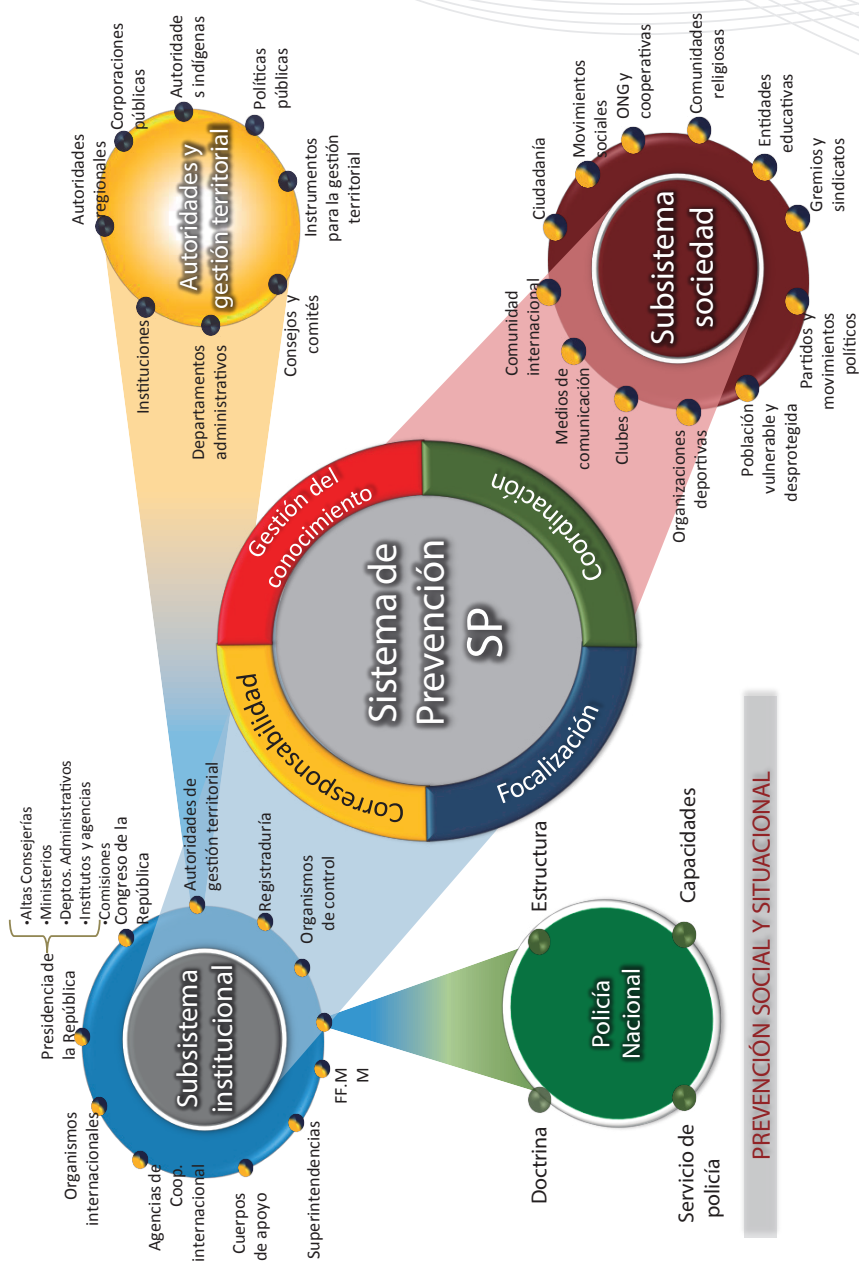 •Altas Consejerías
•Ministerios
•Deptos. Administrativos
•Institutos y agencias
•Comisiones
Presidencia de
la República
Congreso de la
República
Autoridades de
gestión territorial
Registraduría
Organismos
de control
FF.M
M
Superintendencias
Cuerpos
de apoyo
Agencias de
Coop.
internacional
Organismos
internacionales
Subsistema
institucional
Autoridades
regionales
Corporaciones
públicas
Autoridade
s indígenas
Políticas
públicas
Instrumentos
para la gestión
territorial
Consejos y
comités
Departamentos
administrativos
Instituciones
Autoridades y
gestión territorial
Corresponsabilidad
Gestión del
conocimiento
Coordinación
Focalización
Sistema de
Prevención
SP
Doctrina
Estructura
Capacidades
Servicio de
policía
Policía
Nacional
Comunidad
internacional
Ciudadanía
Movimientos
sociales
ONG y
cooperativas
Comunidades
religiosas
Entidades
educativas
Gremios y
sindicatos
Partidos y
movimientos
políticos
Población
vulnerable y
desprotegida
Organizaciones
deportivas
Clubes
Medios de
comunicación
Subsistema
sociedad
PREVENCIÓN SOCIAL Y SITUACIONAL